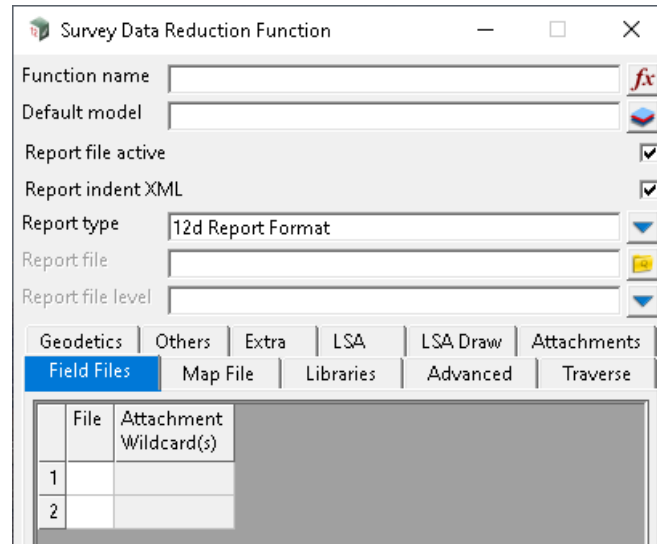 Survey Data Reduction Function
Function name
fx
Default model
Report file active
Report indent XML
Report type 12d Report Format
Report file
Report file level
Geodetics Others Extra LSA LSA Draw Attachments
Field Files Map File Libraries Advanced Traverse
File Attachment
Wildcard(s)
1
2